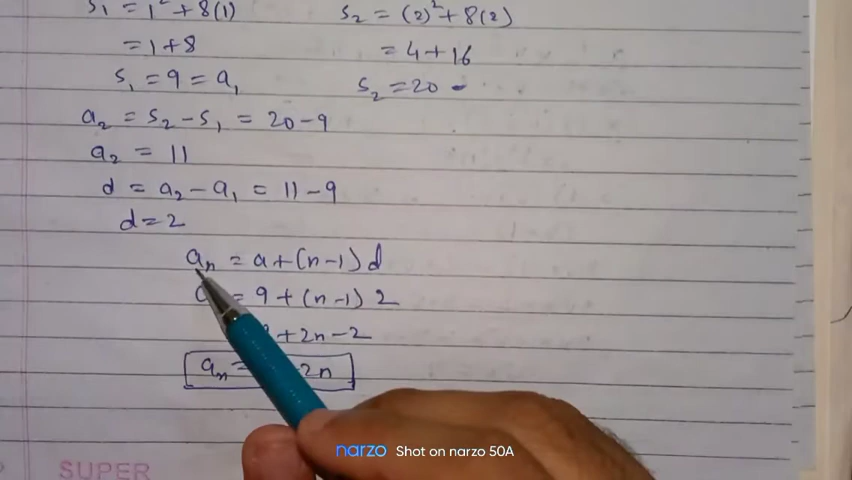 S₁ = 1² + 8(1) S₂ = (2)² + 8(2)
= 1 + 8 = 4 + 16
S₁ = 9 = a₁ S₂ = 20
a₂ = S₂ - S₁ = 20 - 9
a₂ = 11
d = a₂ - a₁ = 11 - 9
d = 2
aₙ = a + (n-1) d
= 9 + (n-1) 2
+ 2n - 2
aₙ = 2n
SUPER
narzo Shot on narzo 50A